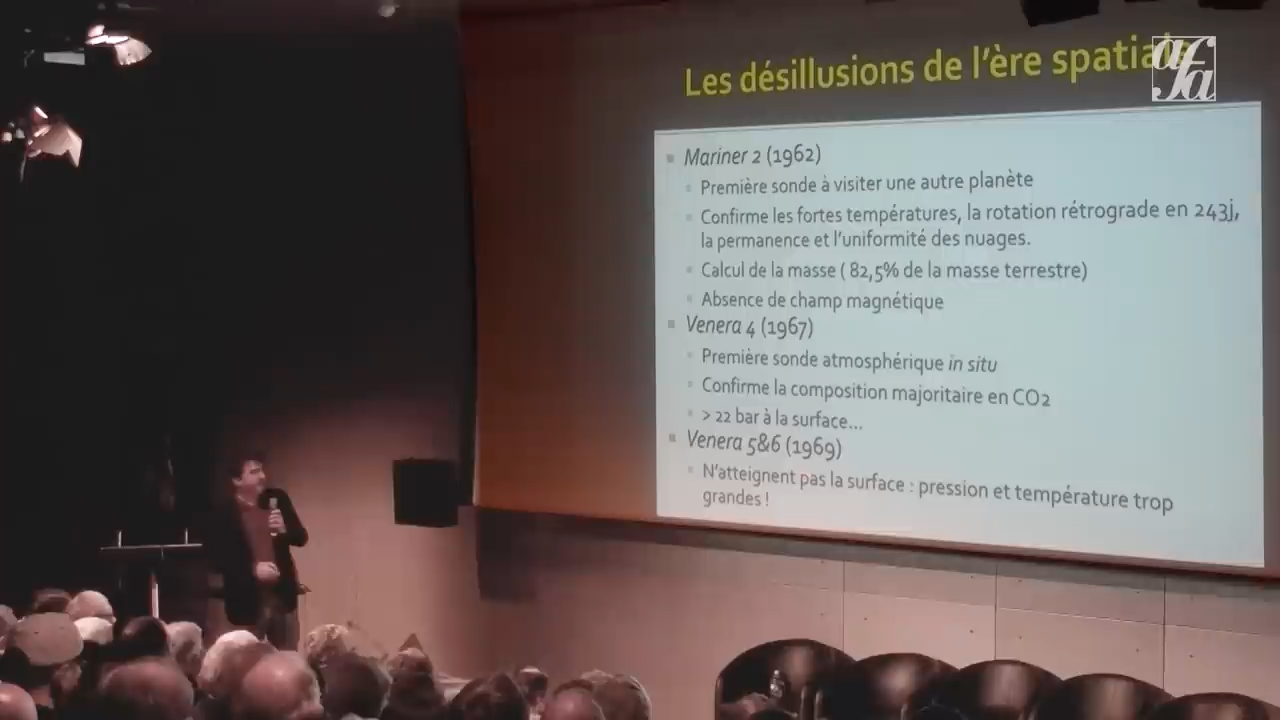 Les désillusions de l'ère spatiale
afa
Mariner 2 (1962)
Première sonde à visiter une autre planète
Confirme les fortes températures, la rotation rétrograde en 243j,
la permanence et l'uniformité des nuages.
Calcul de la masse ( 82,5% de la masse terrestre)
Absence de champ magnétique
Venera 4 (1967)
Première sonde atmosphérique in situ
Confirme la composition majoritaire en CO2
> 22 bar à la surface...
Venera 5&6 (1969)
N'atteignent pas la surface : pression et température trop
grandes !